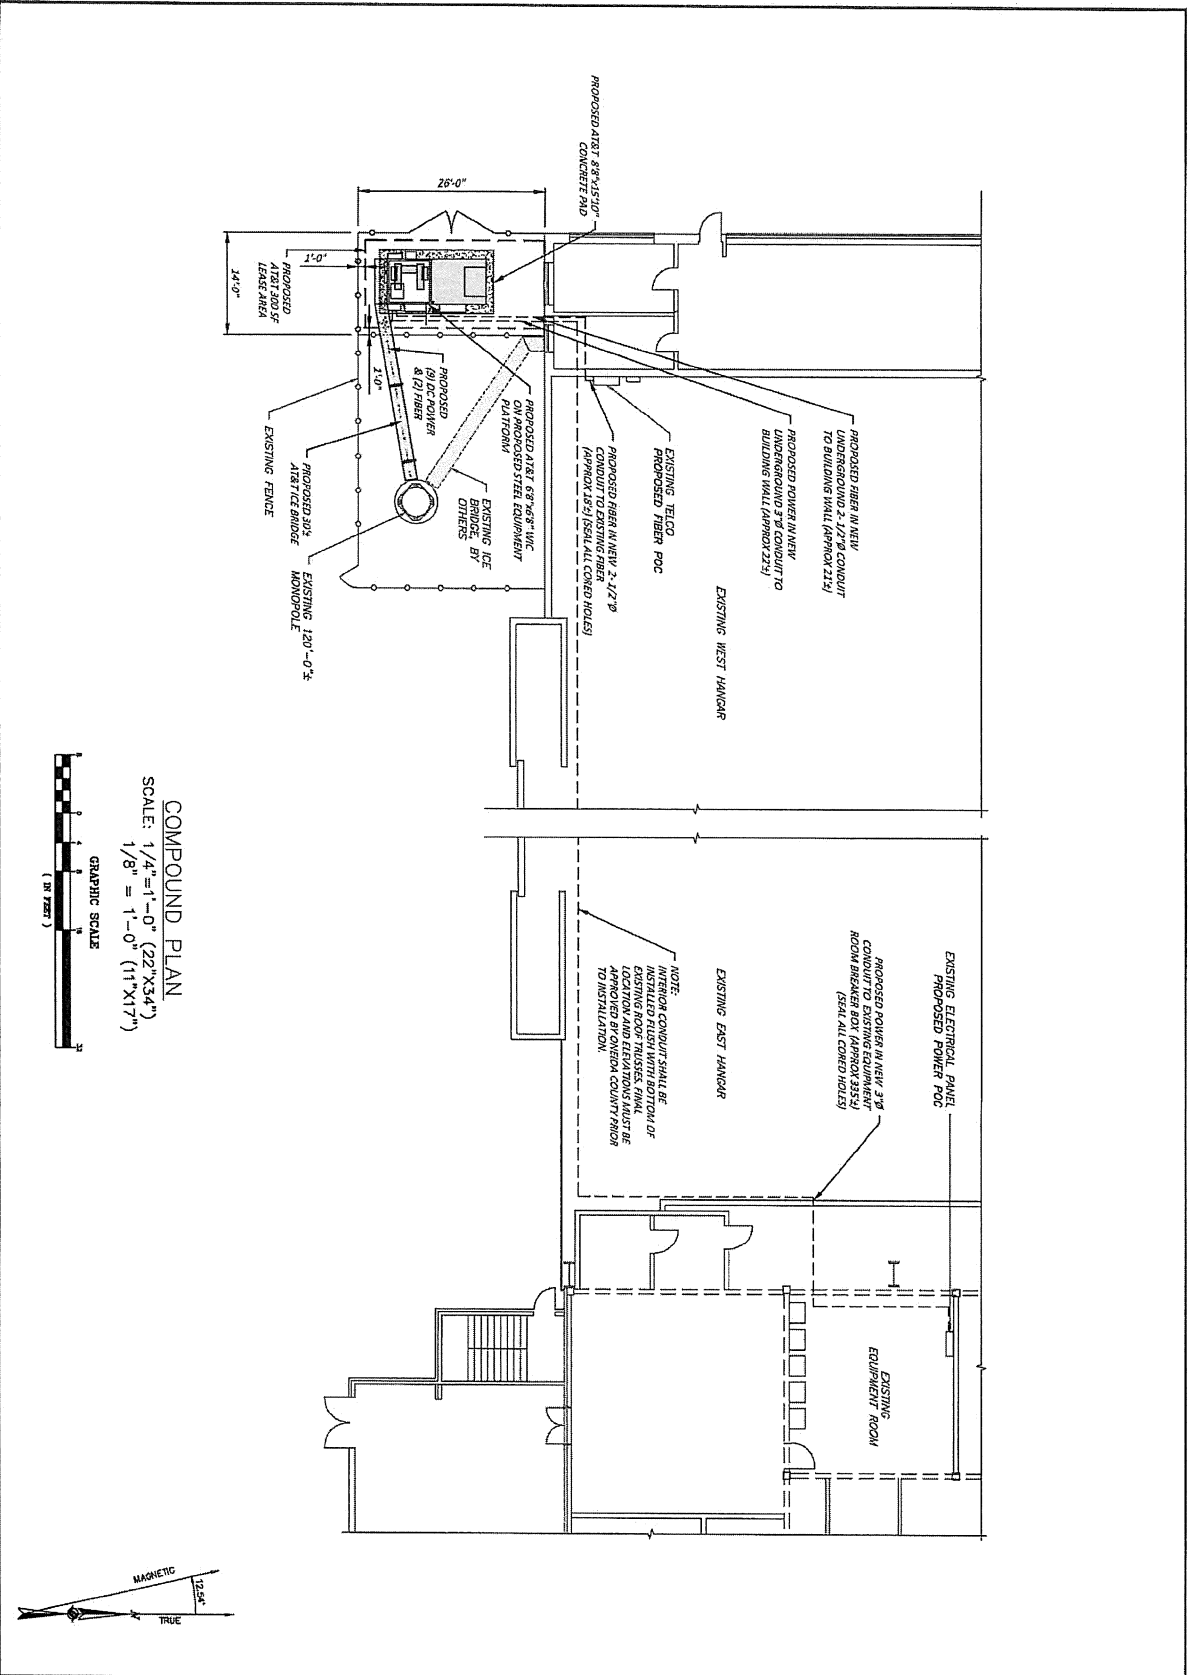 PROPOSED AT&T 8'8"x15'10"
CONCRETE PAD
26'-0"
14'-0"
1'-0"
1'-0"
PROPOSED
AT&T 300 SF
LEASE AREA
PROPOSED
(9) DC POWER
& (2) FIBER
PROPOSED AT&T 6'8"x6'8" WIC
ON PROPOSED STEEL EQUIPMENT
PLATFORM
EXISTING FENCE
PROPOSED 30'±
AT&T ICE BRIDGE
EXISTING 120'-0"±
MONOPOLE
EXISTING ICE
BRIDGE, BY
OTHERS
PROPOSED FIBER IN NEW 2-1/2"Ø
CONDUIT TO EXISTING FIBER
(APPROX 18'±) (SEAL ALL CORED HOLES)
EXISTING TELCO
PROPOSED FIBER POC
PROPOSED POWER IN NEW
UNDERGROUND 3"Ø CONDUIT TO
BUILDING WALL (APPROX 22'±)
PROPOSED FIBER IN NEW
UNDERGROUND 2-1/2"Ø CONDUIT
TO BUILDING WALL (APPROX 21'±)
EXISTING WEST HANGAR
EXISTING EAST HANGAR
NOTE:
INTERIOR CONDUIT SHALL BE
INSTALLED FLUSH WITH BOTTOM OF
EXISTING ROOF TRUSSES. FINAL
LOCATION AND ELEVATIONS MUST BE
APPROVED BY ONEIDA COUNTY PRIOR
TO INSTALLATION.
PROPOSED POWER IN NEW 3"Ø
CONDUIT TO EXISTING EQUIPMENT
ROOM BREAKER BOX (APPROX 335'±)
(SEAL ALL CORED HOLES)
EXISTING ELECTRICAL PANEL
PROPOSED POWER POC
EXISTING
EQUIPMENT ROOM
COMPOUND PLAN
SCALE: 1/4"=1'-0" (22"X34")
1/8" = 1'-0" (11"X17")
GRAPHIC SCALE
( IN FEET )
MAGNETIC
12.54°
TRUE
N